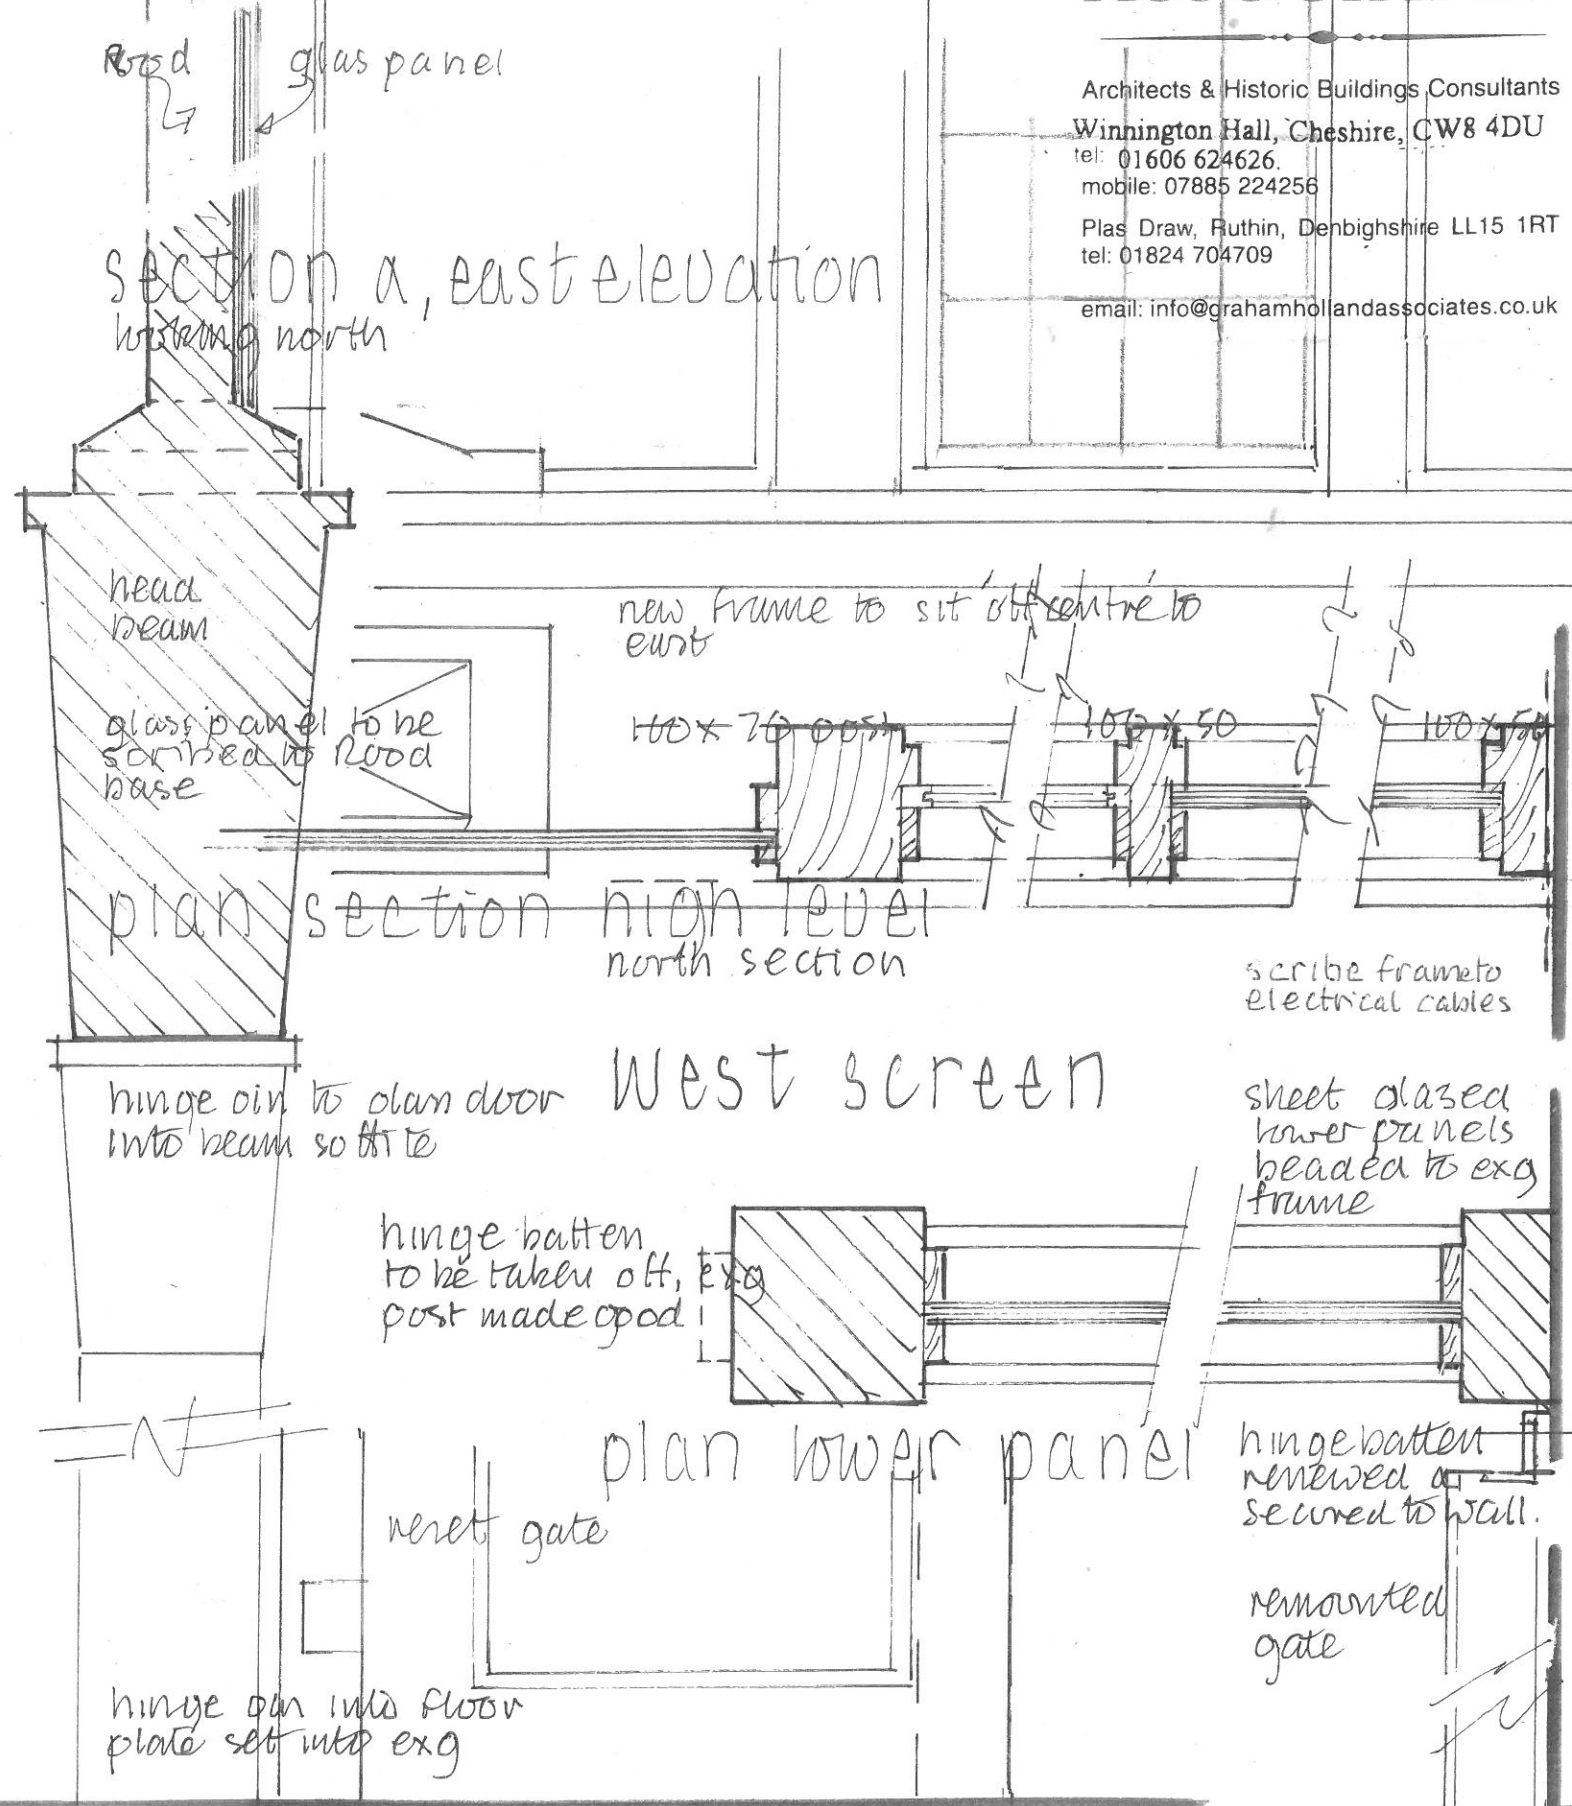 Rood
glas panel
Architects & Historic Buildings Consultants
Winnington Hall, Cheshire, CW8 4DU
tel: 01606 624626.
mobile: 07885 224256
Plas Draw, Ruthin, Denbighshire LL15 1RT
tel: 01824 704709
email: info@grahamhollandassociates.co.uk
section a, east elevation
looking north
head
beam
new frame to sit off centre to
east
glass panel to be
scribed to Rood
base
100 x 70 post
100 x 50
100 x 50
plan section high level
north section
scribe frame to
electrical cables
west screen
hinge pin to glass door
into beam soffite
sheet glazed
lower panels
beaded to exg
frame
hinge batten
to be taken off, exg
post made good
plan lower panel
hinge batten
renewed
secured to wall.
reset gate
remounted
gate
hinge pin into floor
plate set into exg